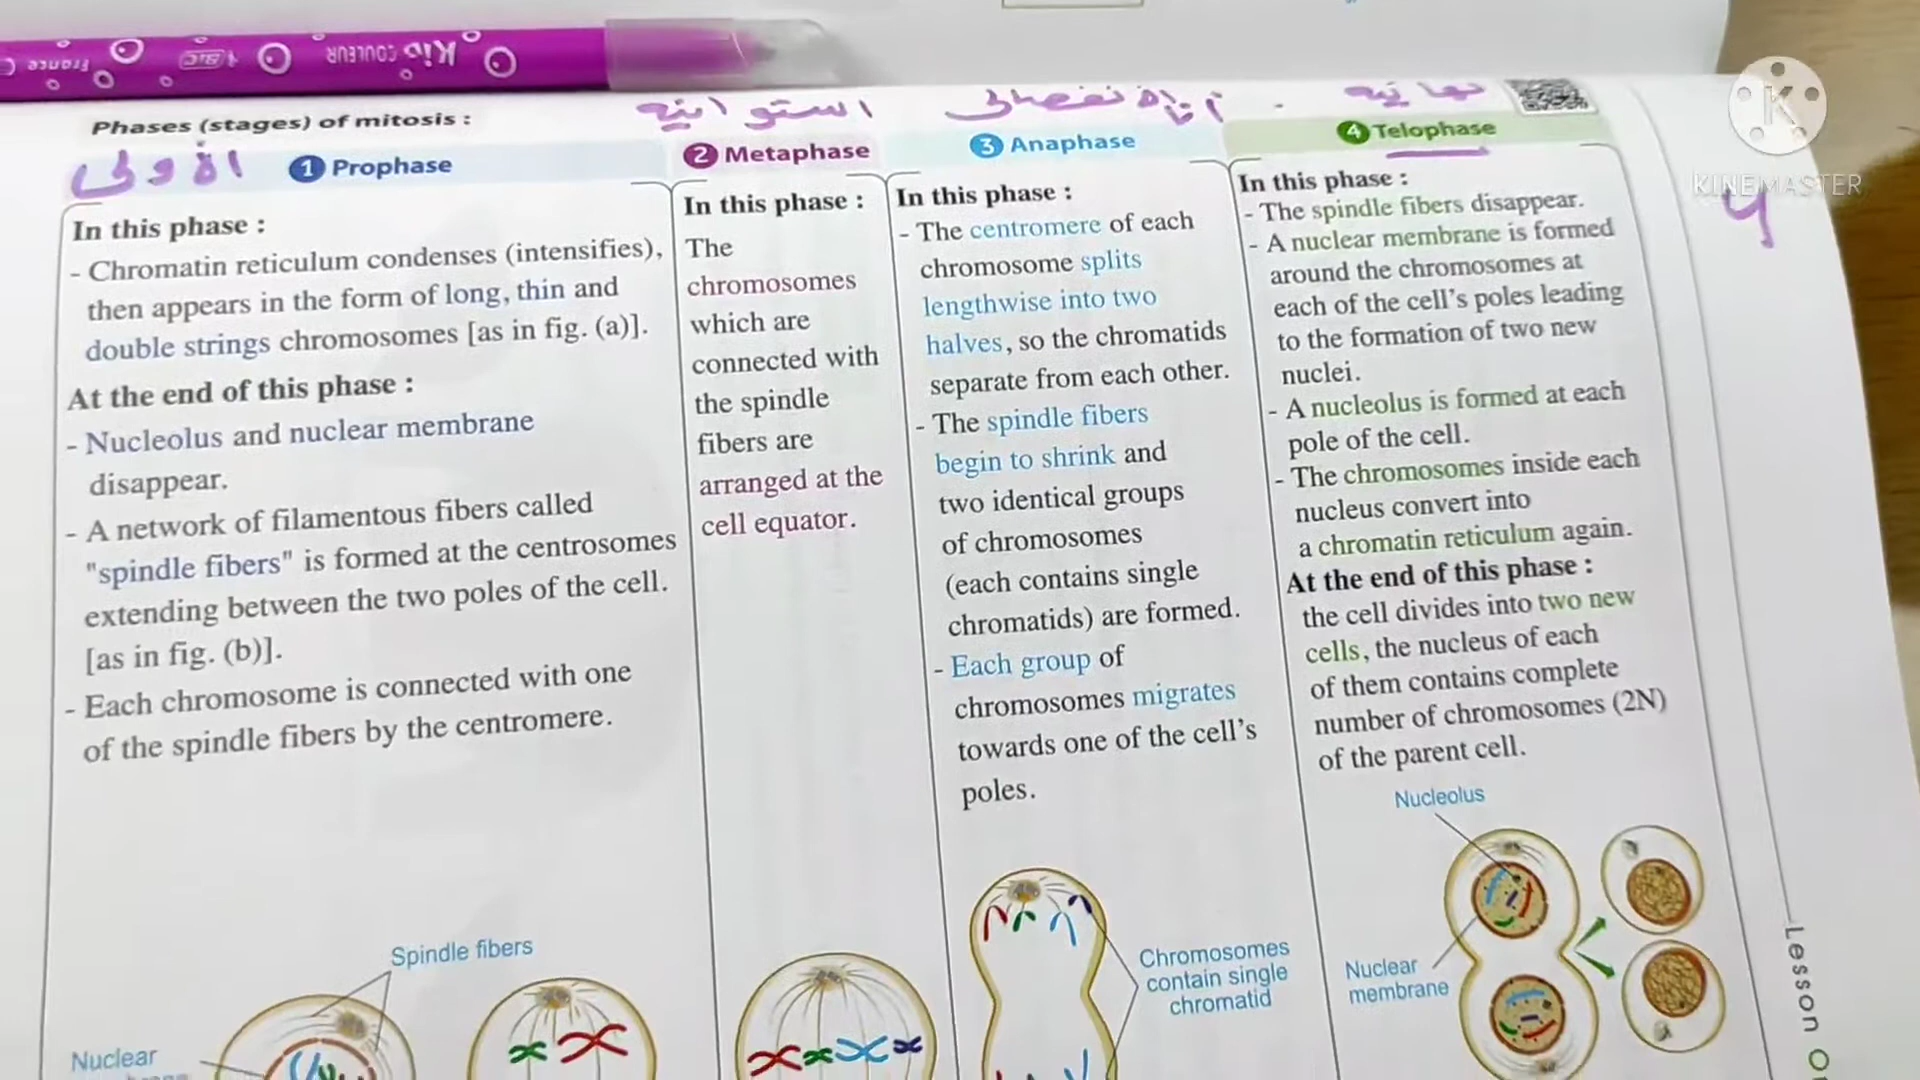 Kid COULEUR
BIC
France
KINEMASTER
Phases (stages) of mitosis :
استوائية
نهائية
الأولى
1 Prophase
In this phase :
- Chromatin reticulum condenses (intensifies),
then appears in the form of long, thin and
double strings chromosomes [as in fig. (a)].
At the end of this phase :
- Nucleolus and nuclear membrane
disappear.
- A network of filamentous fibers called
"spindle fibers" is formed at the centrosomes
extending between the two poles of the cell.
[as in fig. (b)].
- Each chromosome is connected with one
of the spindle fibers by the centromere.
Spindle fibers
Nuclear
2 Metaphase
In this phase :
The
chromosomes
which are
connected with
the spindle
fibers are
arranged at the
cell equator.
3 Anaphase
In this phase :
- The centromere of each
chromosome splits
lengthwise into two
halves, so the chromatids
separate from each other.
- The spindle fibers
begin to shrink and
two identical groups
of chromosomes
(each contains single
chromatids) are formed.
- Each group of
chromosomes migrates
towards one of the cell's
poles.
Chromosomes
contain single
chromatid
4 Telophase
In this phase :
- The spindle fibers disappear.
- A nuclear membrane is formed
around the chromosomes at
each of the cell's poles leading
to the formation of two new
nuclei.
- A nucleolus is formed at each
pole of the cell.
- The chromosomes inside each
nucleus convert into
a chromatin reticulum again.
At the end of this phase :
the cell divides into two new
cells, the nucleus of each
of them contains complete
number of chromosomes (2N)
of the parent cell.
Nucleolus
Nuclear
membrane
Lesson